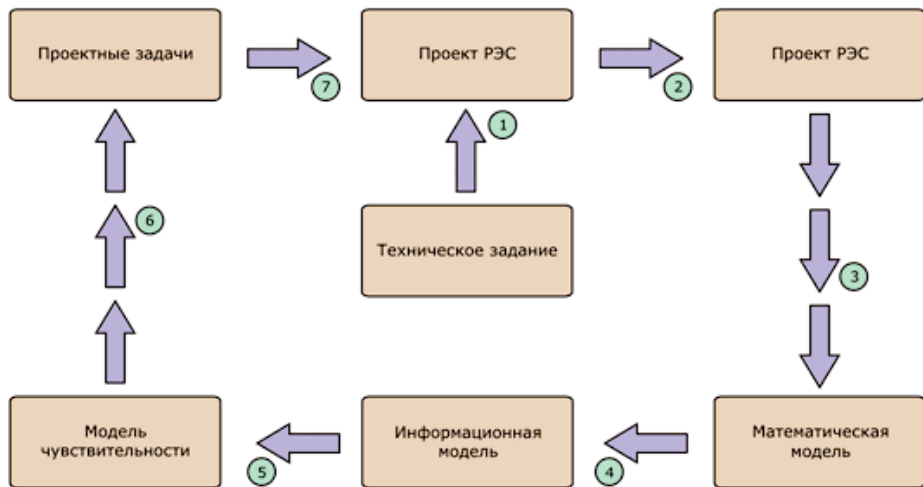 Проектные задачи
7
Проект РЭС
2
Проект РЭС
1
6
Техническое задание
3
Модель
чувствительности
5
Информационная
модель
4
Математическая
модель